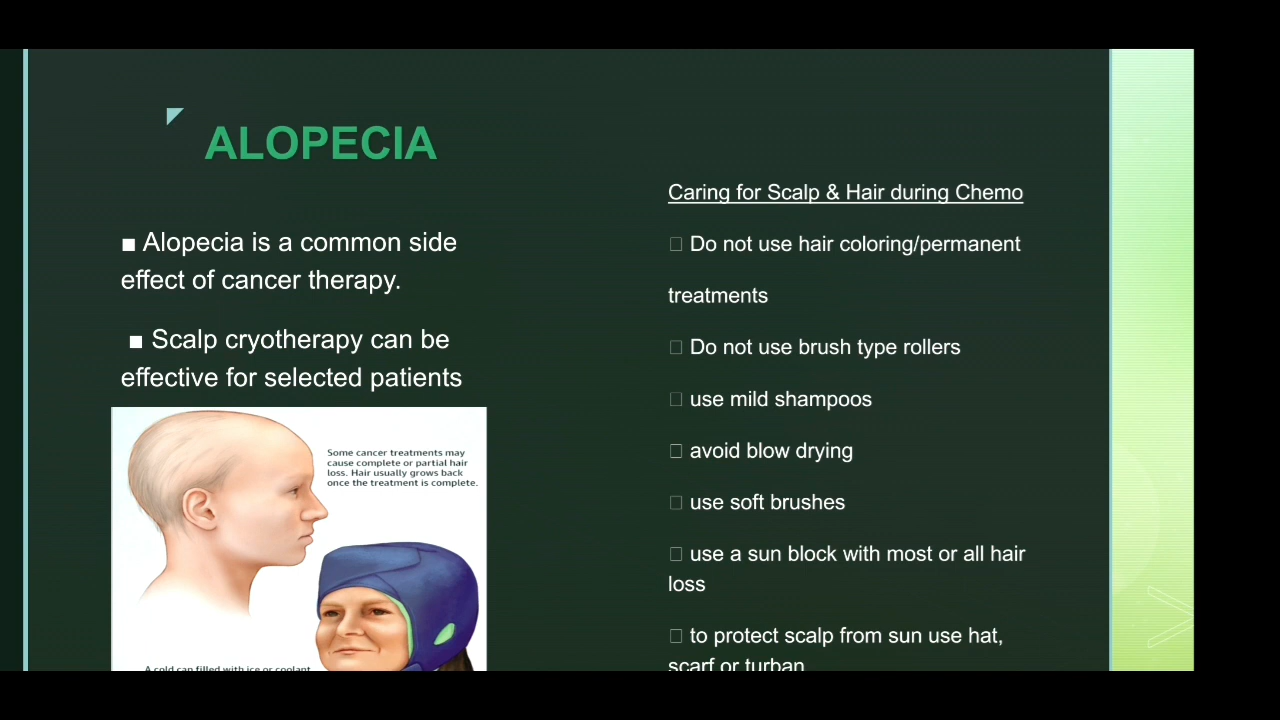 ALOPECIA
■ Alopecia is a common side
effect of cancer therapy.
■ Scalp cryotherapy can be
effective for selected patients
Some cancer treatments may
cause complete or partial hair
loss. Hair usually grows back
once the treatment is complete.
A cold cap filled with ice or coolant
Caring for Scalp & Hair during Chemo
□ Do not use hair coloring/permanent
treatments
□ Do not use brush type rollers
□ use mild shampoos
□ avoid blow drying
□ use soft brushes
□ use a sun block with most or all hair
loss
□ to protect scalp from sun use hat,
scarf or turban